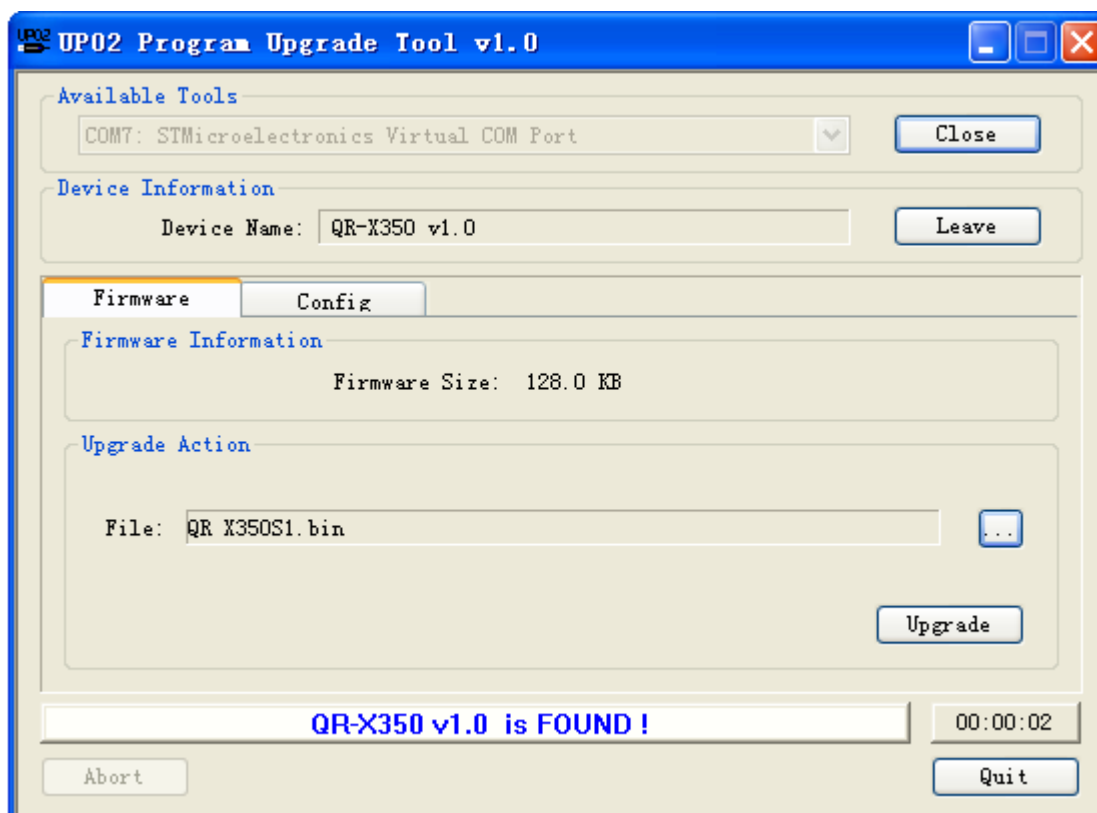 UP02 UP02 Program Upgrade Tool v1.0
Available Tools
COM7: STMicroelectronics Virtual COM Port
Close
Device Information
Device Name: QR-X350 v1.0
Leave
Firmware Config
Firmware Information
Firmware Size: 128.0 KB
Upgrade Action
File: QR X350S1.bin
...
Upgrade
QR-X350 v1.0 is FOUND !
00:00:02
Abort
Quit